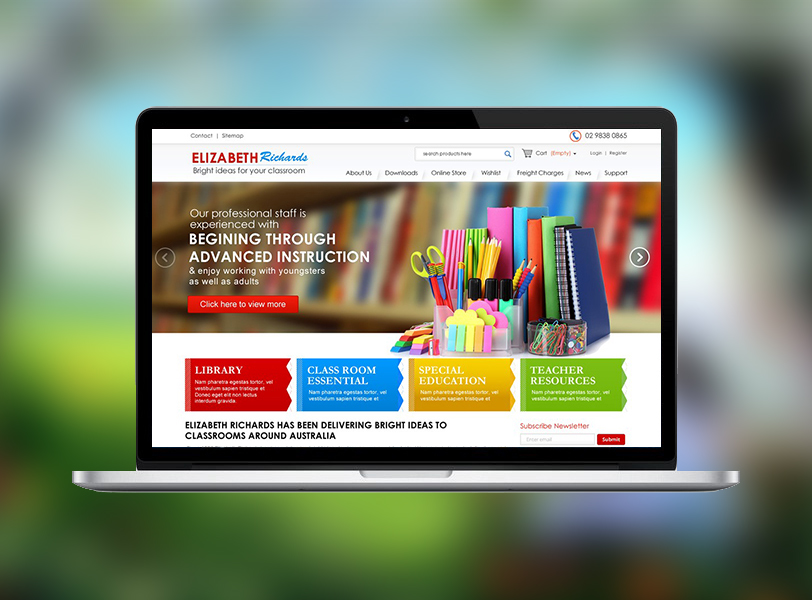 Contact | Sitemap
02 9838 0865
ELIZABETH Richards
Bright ideas for your classroom
search products here
Cart (Empty)
Login | Register
About Us
Downloads
Online Store
Wishlist
Freight Charges
News
Support
Our professional staff is
experienced with
BEGINING THROUGH
ADVANCED INSTRUCTION
& enjoy working with youngsters
as well as adults
Click here to view more
LIBRARY
Nam pharetra egestas tortor, vel
vestibulum sapien tristique et
Donec eget elit non lectus
interdum gravida.
CLASS ROOM
ESSENTIAL
Nam pharetra egestas tortor, vel
vestibulum sapien tristique et
SPECIAL
EDUCATION
Nam pharetra egestas tortor, vel
vestibulum sapien tristique et
TEACHER
RESOURCES
Nam pharetra egestas tortor, vel
vestibulum sapien tristique et
ELIZABETH RICHARDS HAS BEEN DELIVERING BRIGHT IDEAS TO
CLASSROOMS AROUND AUSTRALIA
Subscribe Newsletter
Enter email
Submit